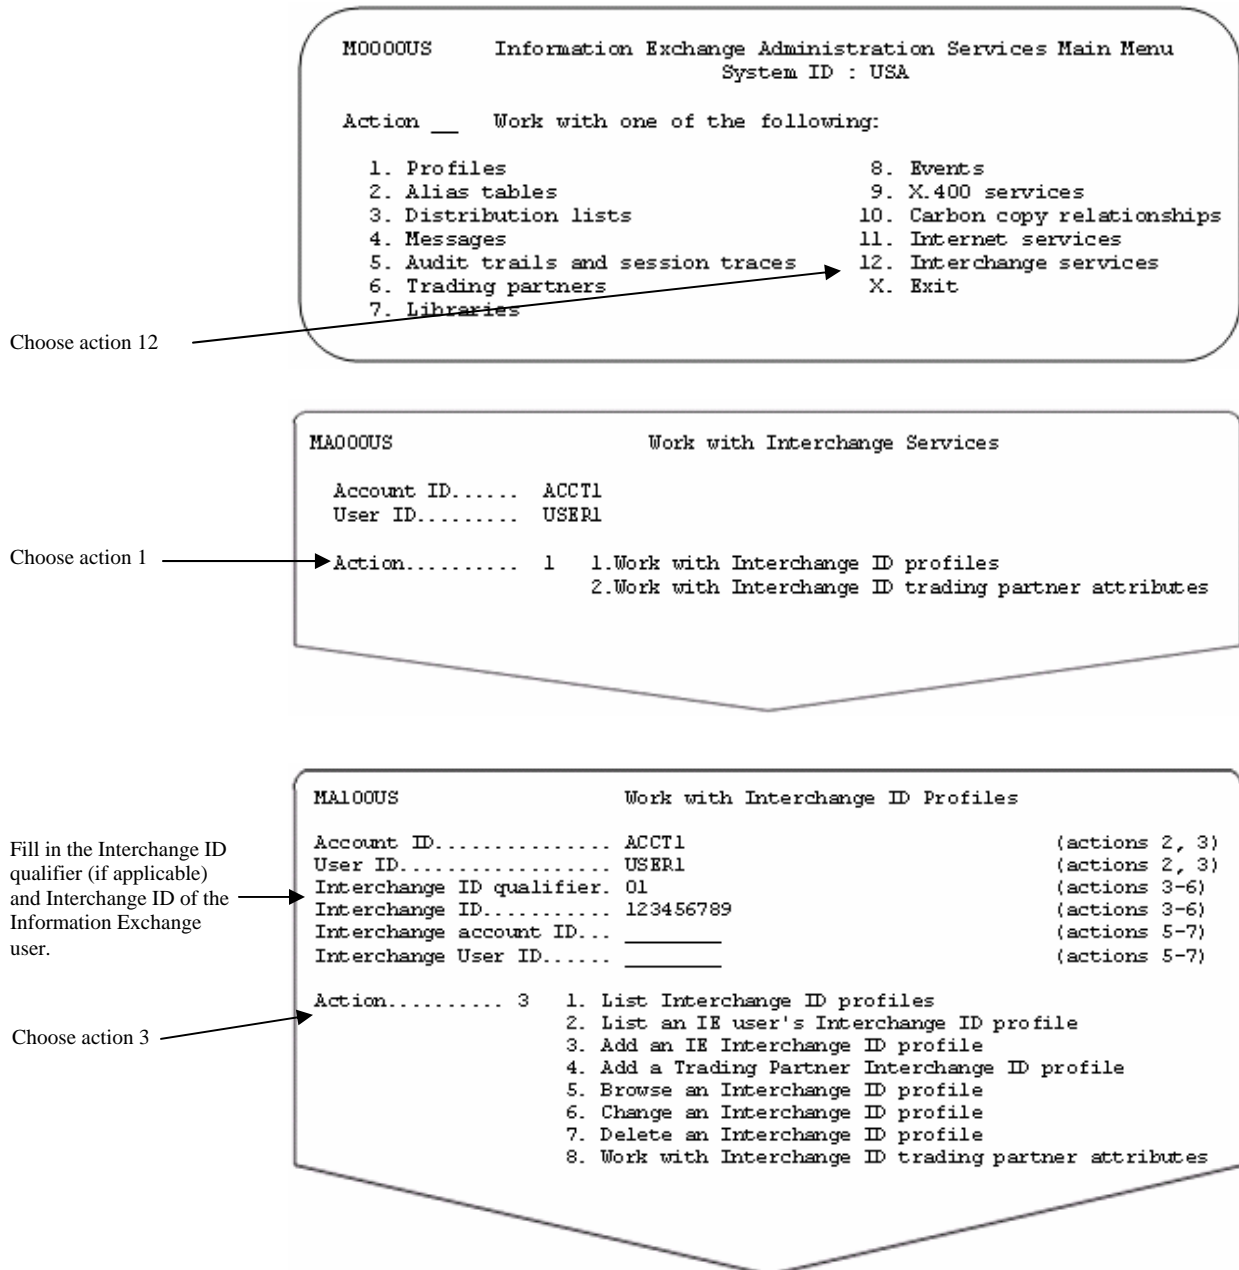 M0000US Information Exchange Administration Services Main Menu
System ID : USA
Action __ Work with one of the following:
1. Profiles 8. Events
2. Alias tables 9. X.400 services
3. Distribution lists 10. Carbon copy relationships
4. Messages 11. Internet services
5. Audit trails and session traces 12. Interchange services
6. Trading partners X. Exit
7. Libraries
Choose action 12
MA000US Work with Interchange Services
Account ID...... ACCT1
User ID......... USER1
Choose action 1
Action.......... 1 1.Work with Interchange ID profiles
2.Work with Interchange ID trading partner attributes
MA100US Work with Interchange ID Profiles
Fill in the Interchange ID
qualifier (if applicable)
and Interchange ID of the
Information Exchange
user.
Account ID............... ACCT1 (actions 2, 3)
User ID.................. USER1 (actions 2, 3)
Interchange ID qualifier. 01 (actions 3-6)
Interchange ID........... 123456789 (actions 3-6)
Interchange account ID... ________ (actions 5-7)
Interchange User ID...... ________ (actions 5-7)
Choose action 3
Action.......... 3 1. List Interchange ID profiles
2. List an IE user's Interchange ID profile
3. Add an IE Interchange ID profile
4. Add a Trading Partner Interchange ID profile
5. Browse an Interchange ID profile
6. Change an Interchange ID profile
7. Delete an Interchange ID profile
8. Work with Interchange ID trading partner attributes